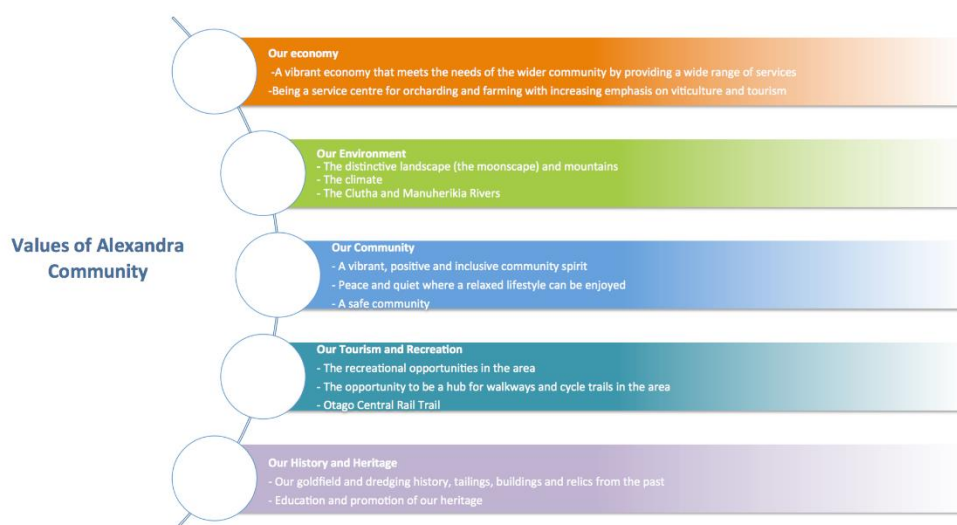 Values of Alexandra
Community
Our economy
-A vibrant economy that meets the needs of the wider community by providing a wide range of services
-Being a service centre for orcharding and farming with increasing emphasis on viticulture and tourism
Our Environment
- The distinctive landscape (the moonscape) and mountains
- The climate
- The Clutha and Manuherikia Rivers
Our Community
- A vibrant, positive and inclusive community spirit
- Peace and quiet where a relaxed lifestyle can be enjoyed
- A safe community
Our Tourism and Recreation
- The recreational opportunities in the area
- The opportunity to be a hub for walkways and cycle trails in the area
- Otago Central Rail Trail
Our History and Heritage
- Our goldfield and dredging history, tailings, buildings and relics from the past
- Education and promotion of our heritage